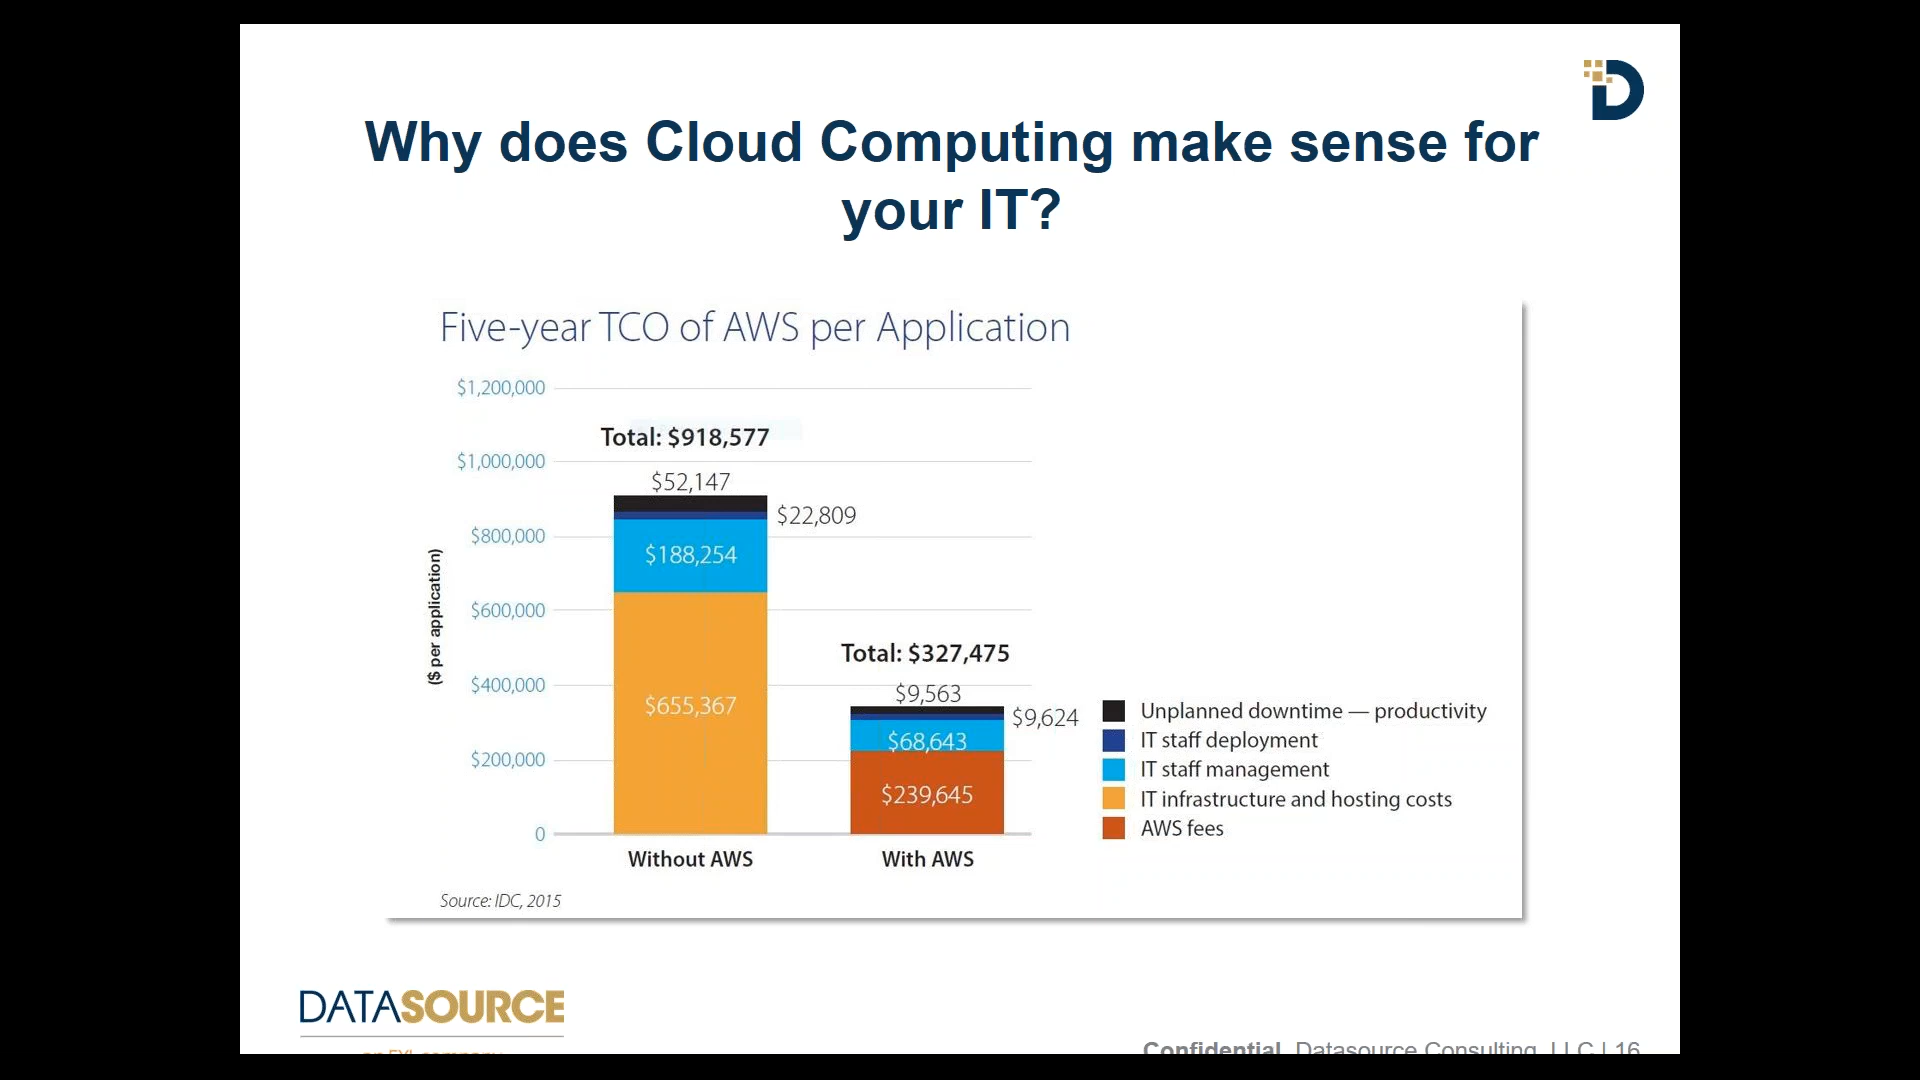 Why does Cloud Computing make sense for
your IT?
Five-year TCO of AWS per Application
($ per application)
$1,200,000
$1,000,000
$800,000
$600,000
$400,000
$200,000
0
Total: $918,577
$52,147
$22,809
$188,254
$655,367
Without AWS
Total: $327,475
$9,563
$9,624
$68,643
$239,645
With AWS
Unplanned downtime — productivity
IT staff deployment
IT staff management
IT infrastructure and hosting costs
AWS fees
Source: IDC, 2015
DATASOURCE
an EXL company
Confidential Datasource Consulting, LLC | 16